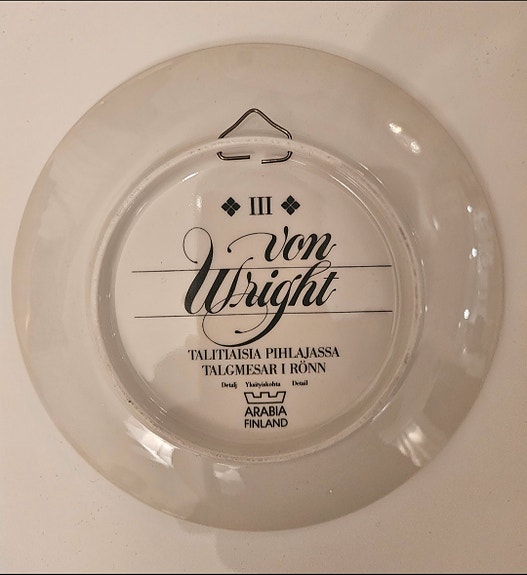 III
von
Wright
TALITIAISIA PIHLAJASSA
TALGMESAR I RÖNN
Detalj Yksityiskohta Detail
ARABIA
FINLAND